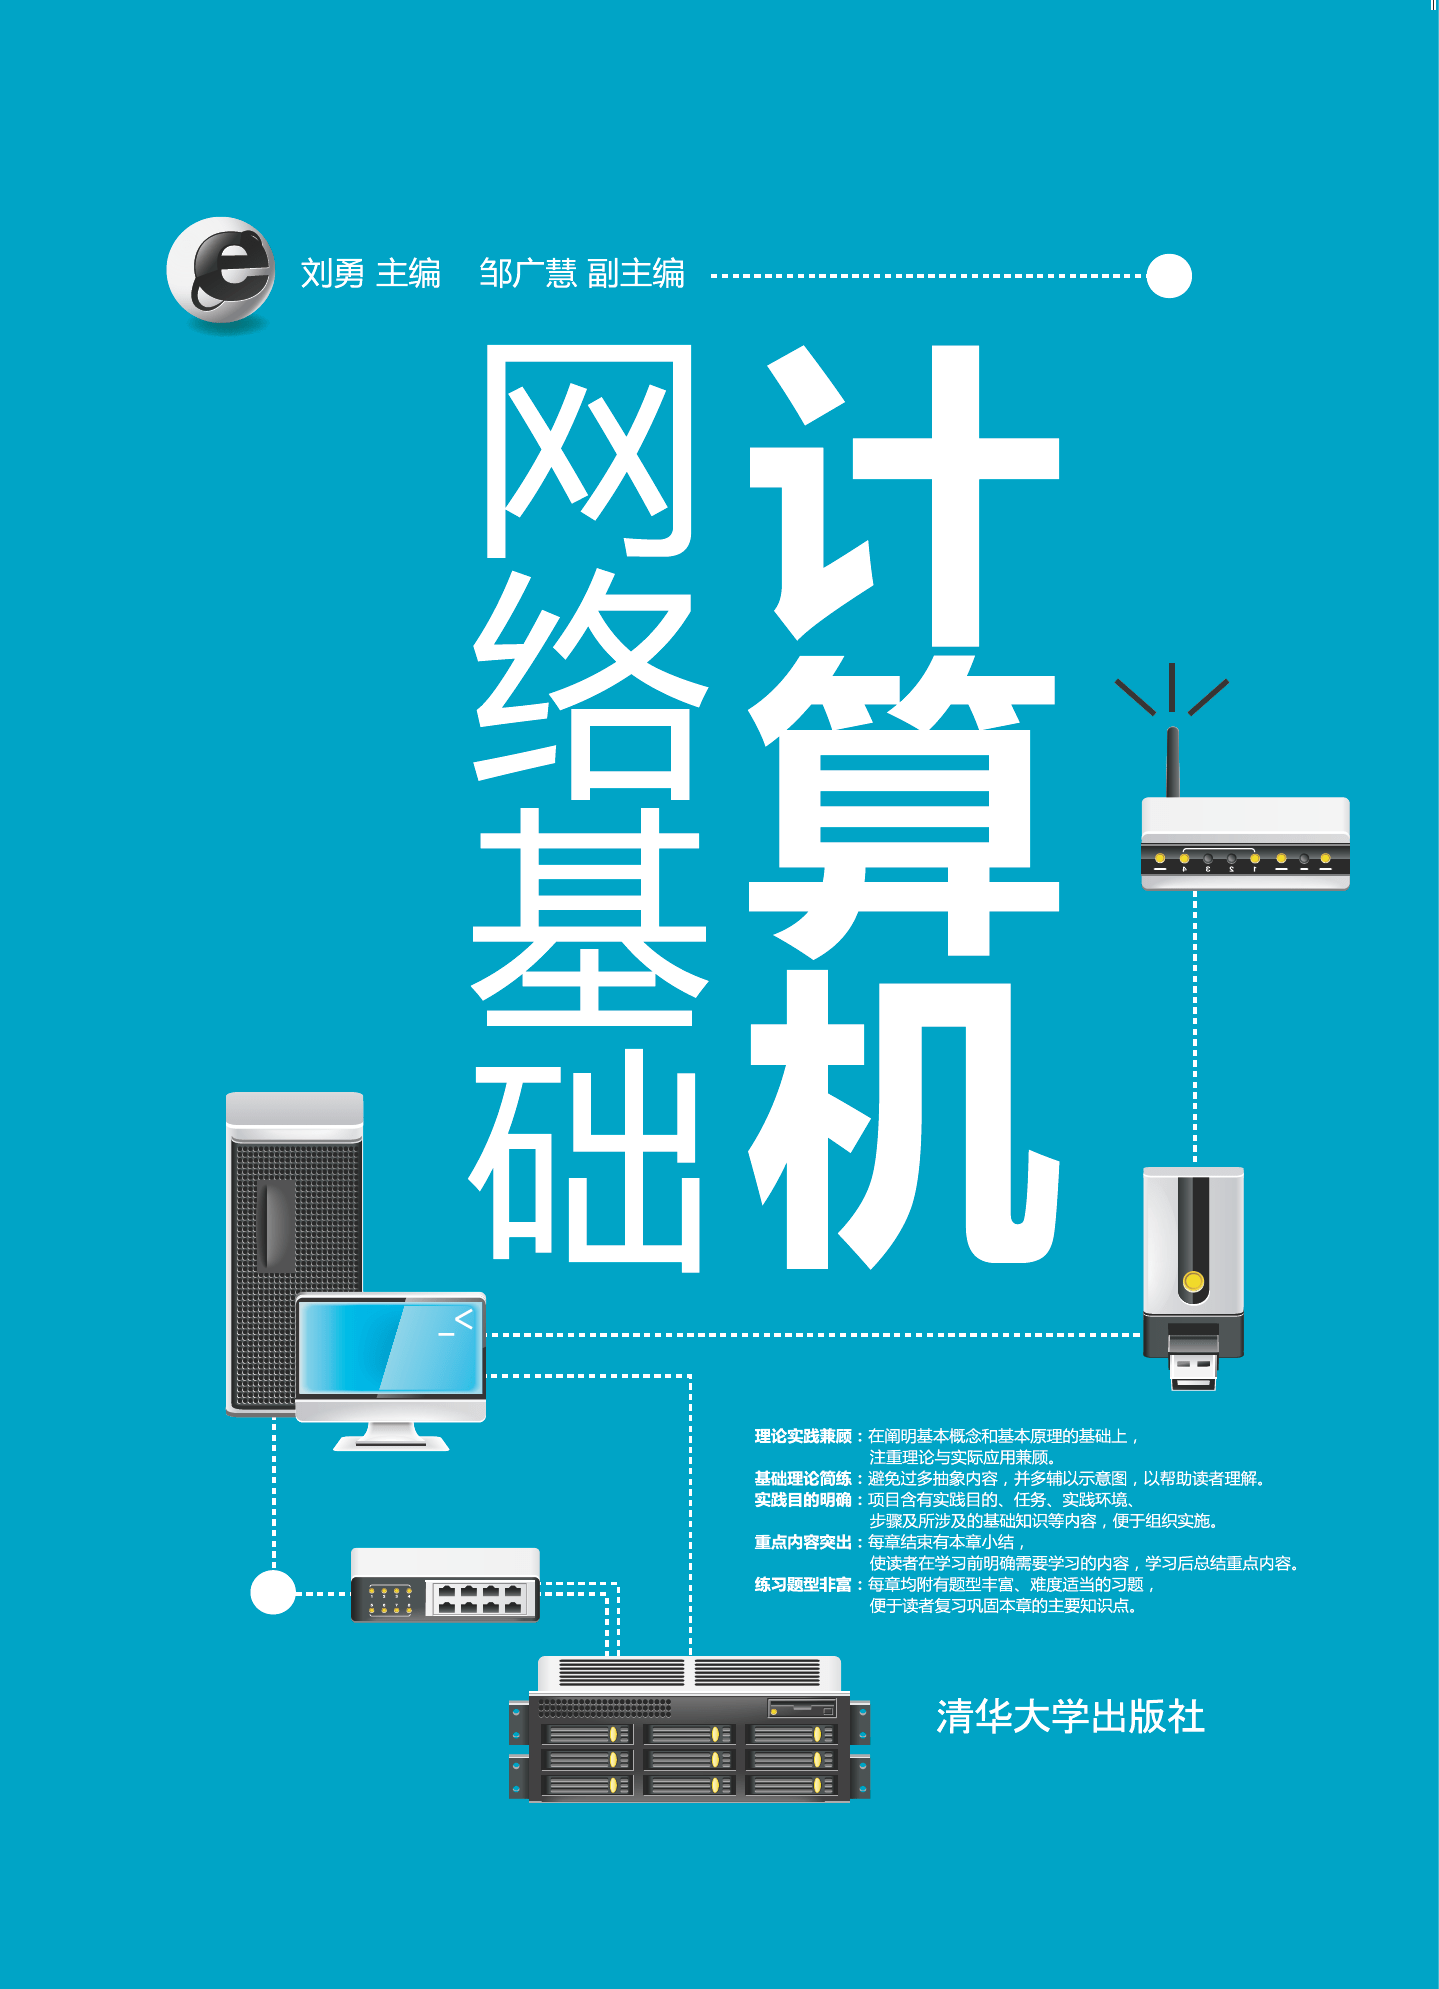 刘勇 主编 邹广慧 副主编
计算机
网络基础
理论实践兼顾：在阐明基本概念和基本原理的基础上，
注重理论与实际应用兼顾。
基础理论简练：避免过多抽象内容，并多辅以示意图，以帮助读者理解。
实践目的明确：项目含有实践目的、任务、实践环境、
步骤及所涉及的基础知识等内容，便于组织实施。
重点内容突出：每章结束有本章小结，
使读者在学习前明确需要学习的内容，学习后总结重点内容。
练习题型非富：每章均附有题型丰富、难度适当的习题，
便于读者复习巩固本章的主要知识点。
清华大学出版社